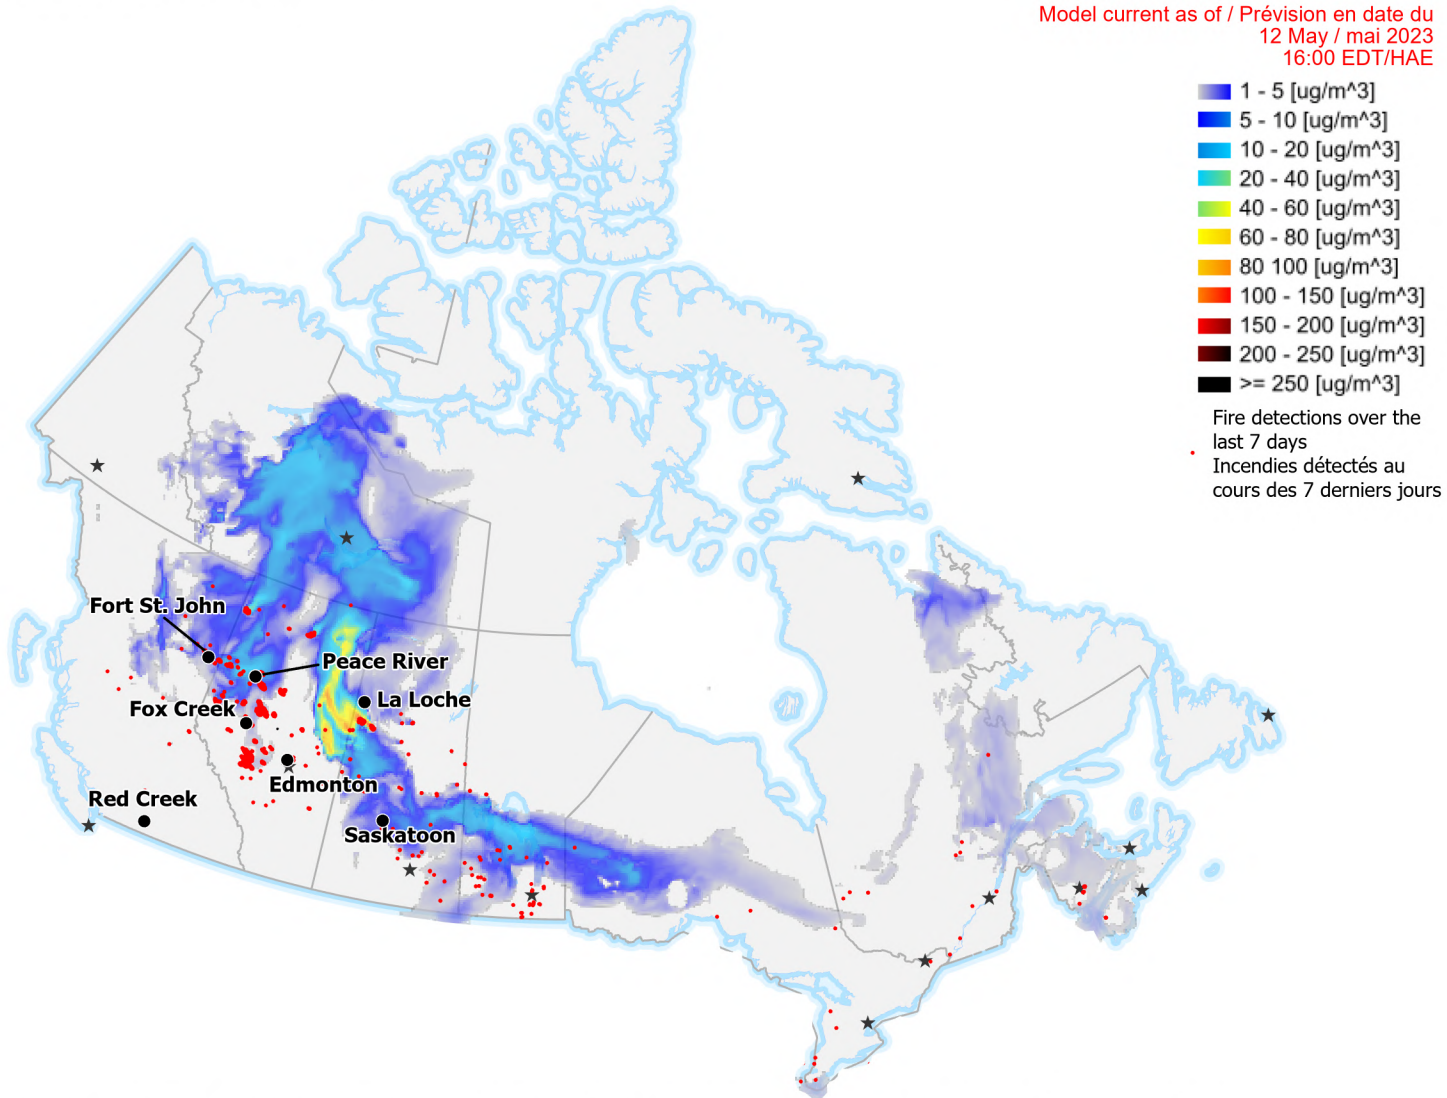 Model current as of / Prévision en date du
12 May / mai 2023
16:00 EDT/HAE
1 - 5 [ug/m^3]
5 - 10 [ug/m^3]
10 - 20 [ug/m^3]
20 - 40 [ug/m^3]
40 - 60 [ug/m^3]
60 - 80 [ug/m^3]
80 100 [ug/m^3]
100 - 150 [ug/m^3]
150 - 200 [ug/m^3]
200 - 250 [ug/m^3]
>= 250 [ug/m^3]
Fire detections over the
last 7 days
Incendies détectés au
cours des 7 derniers jours
Fort St. John
Peace River
La Loche
Fox Creek
Edmonton
Red Creek
Saskatoon